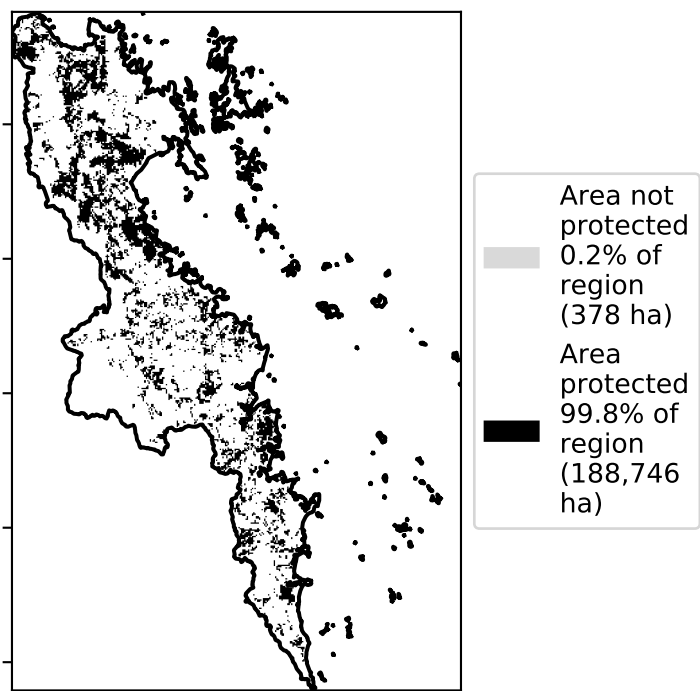 Area not
protected
0.2% of
region
(378 ha)
Area
protected
99.8% of
region
(188,746
ha)